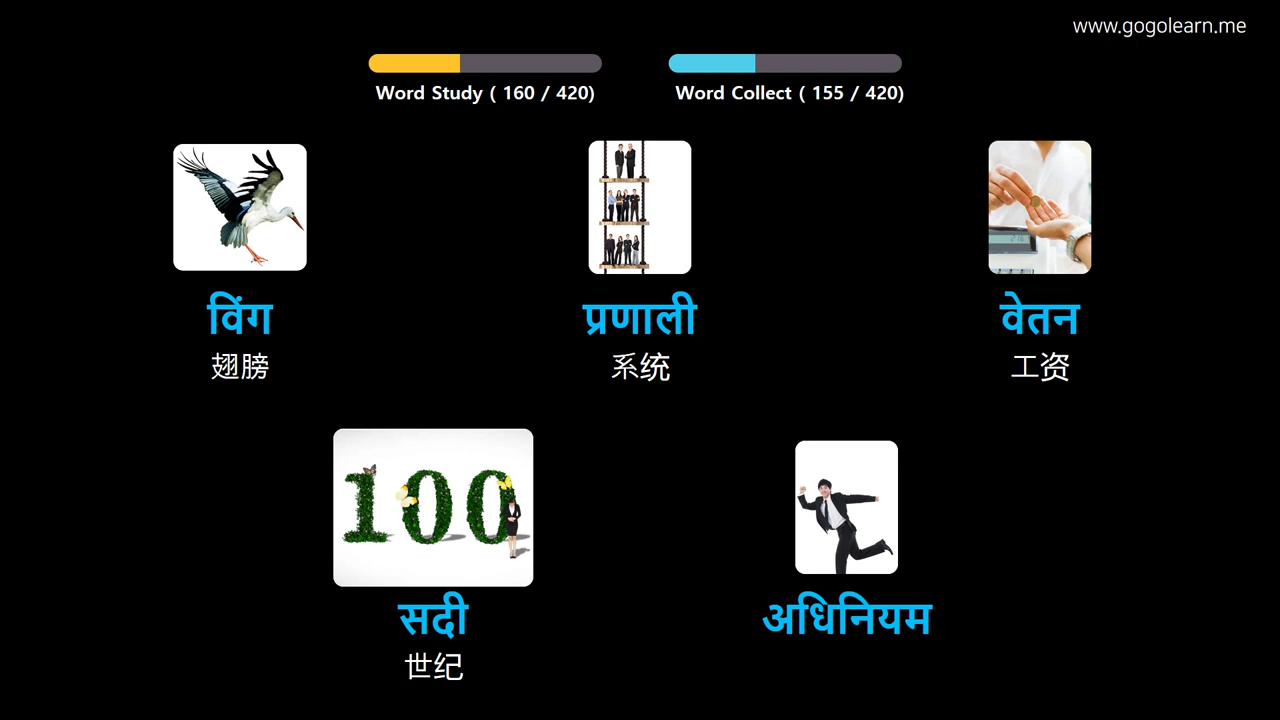 www.gogolearn.me
Word Study ( 160 / 420)
Word Collect ( 155 / 420)
विंग
翅膀
प्रणाली
系统
वेतन
工资
100
सदी
世纪
अधिनियम